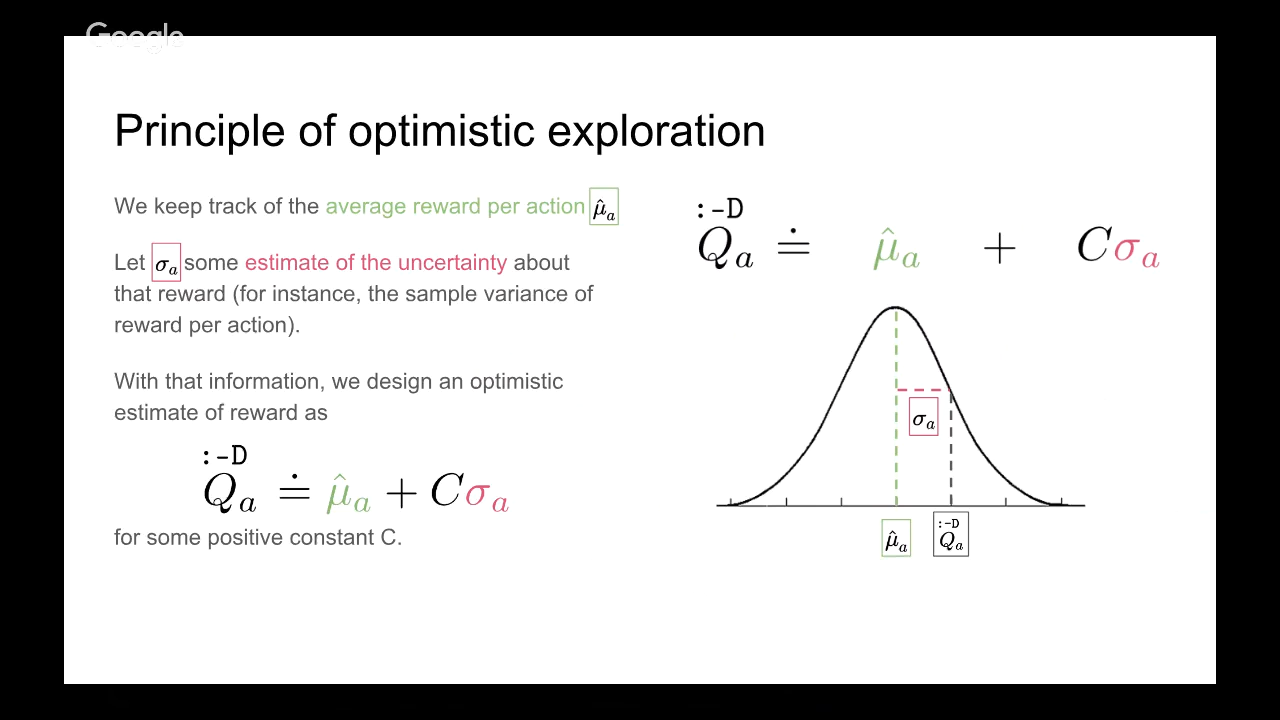 Google
Principle of optimistic exploration
We keep track of the average reward per action μ̂ₐ
Let σₐ some estimate of the uncertainty about
that reward (for instance, the sample variance of
reward per action).
With that information, we design an optimistic
estimate of reward as
:-D
Qₐ ≐ μ̂ₐ + Cσₐ
for some positive constant C.
:-D
Qₐ ≐ μ̂ₐ + Cσₐ
σₐ
μ̂ₐ
:-D
Qₐ